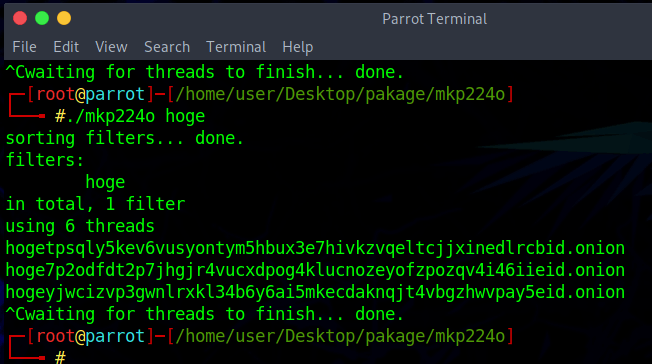 Parrot Terminal
File Edit View Search Terminal Help
^Cwaiting for threads to finish... done.
┌─[root@parrot]─[/home/user/Desktop/pakage/mkp224o]
└──╼ #./mkp224o hoge
sorting filters... done.
filters:
hoge
in total, 1 filter
using 6 threads
hogetpsqly5kev6vusyontym5hbux3e7hivkzvqeltcjjxinedlrcbid.onion
hoge7p2odfdt2p7jhgjr4vucxdpog4klucnozeyofzpozqv4i46iieid.onion
hogeyjwcizvp3gwnlrxkl34b6y6ai5mkecdaknqjt4vbgzhwvpay5eid.onion
^Cwaiting for threads to finish... done.
┌─[root@parrot]─[/home/user/Desktop/pakage/mkp224o]
└──╼ #